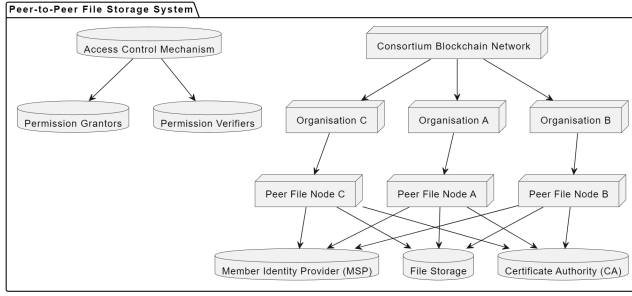 Peer-to-Peer File Storage System
Access Control Mechanism
Consortium Blockchain Network
Permission Grantors
Permission Verifiers
Organisation C
Organisation A
Organisation B
Peer File Node C
Peer File Node A
Peer File Node B
Member Identity Provider (MSP)
File Storage
Certificate Authority (CA)